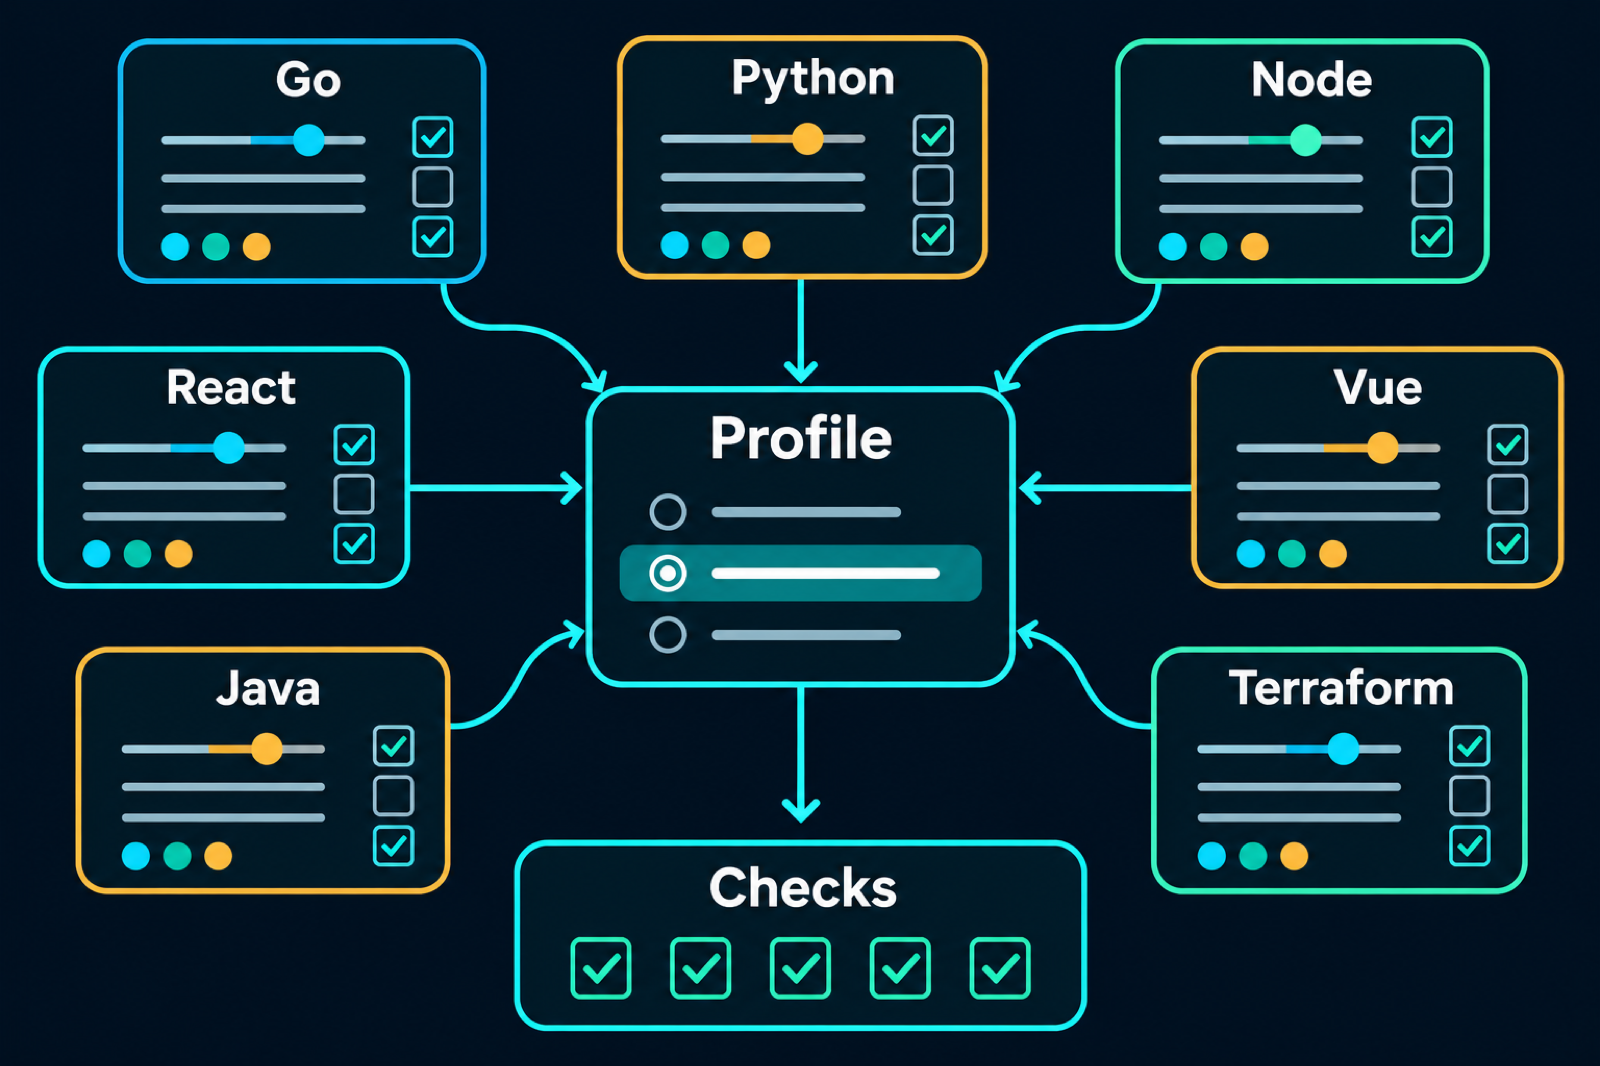 Go
Python
Node
React
Profile
Vue
Java
Terraform
Checks